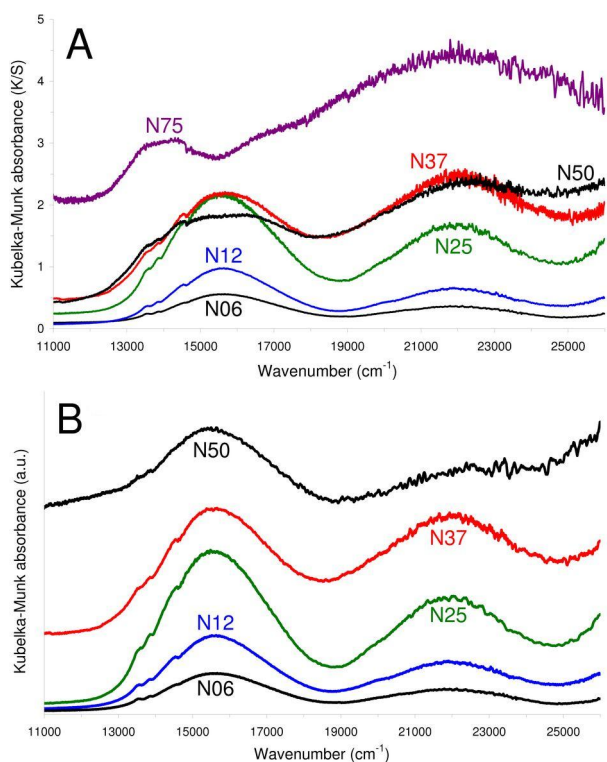 A
5
4
3
2
1
0
Kubelka-Munk absorbance (K/S)
N75
N37
N50
N25
N12
N06
11000 13000 15000 17000 19000 21000 23000 25000
Wavenumber (cm⁻¹)
B
Kubelka-Munk absorbance (a.u.)
N50
N37
N25
N12
N06
11000 13000 15000 17000 19000 21000 23000 25000
Wavenumber (cm⁻¹)